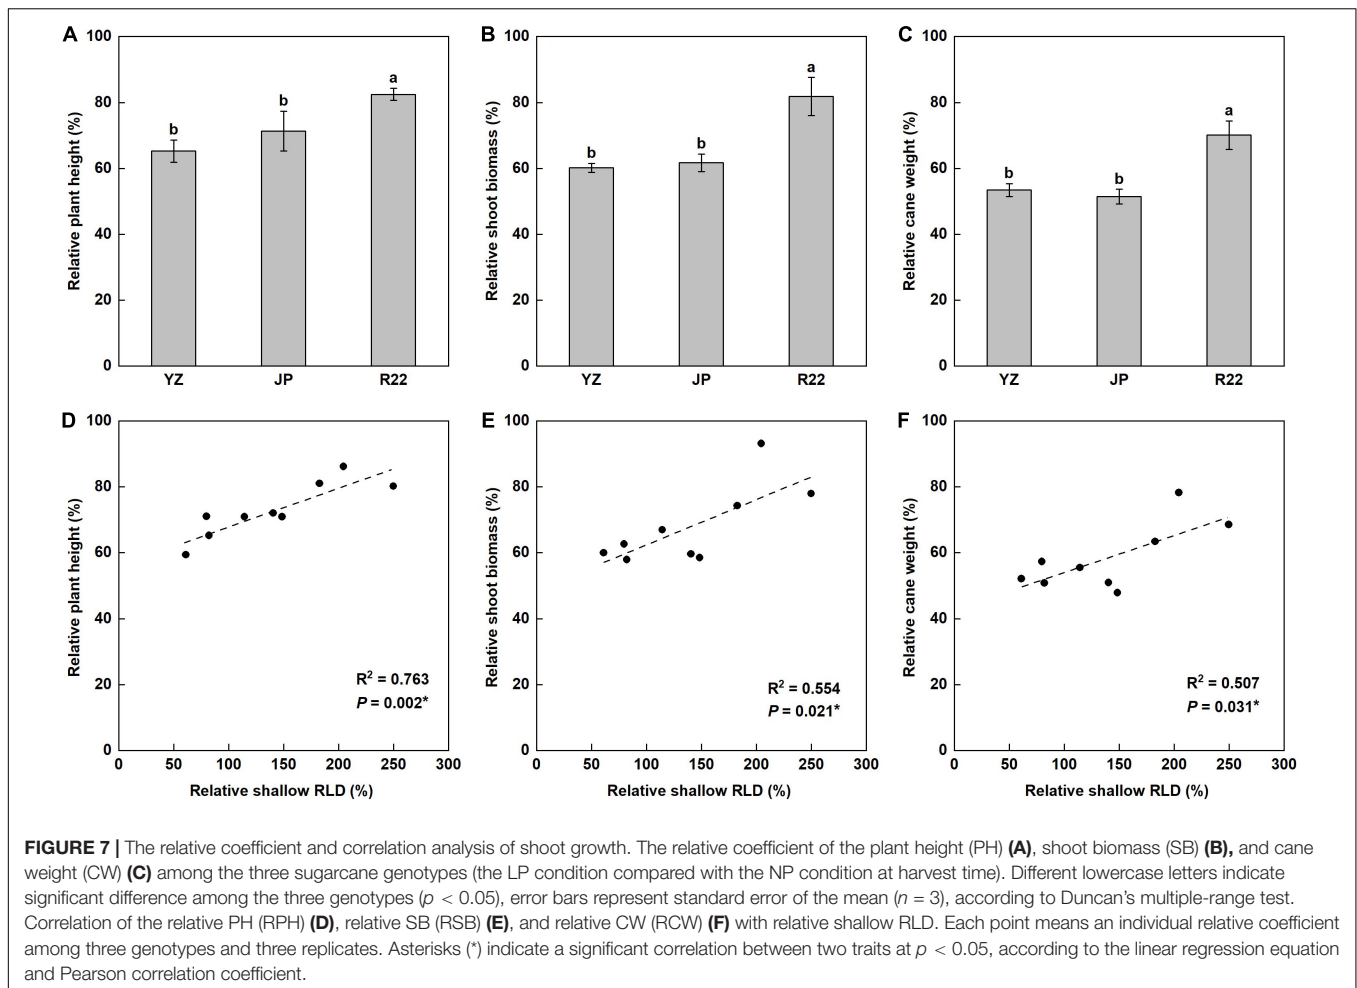 A
B
C
100
80
60
40
20
0
Relative plant height (%)
b
b
a
YZ
JP
R22
100
80
60
40
20
0
Relative shoot biomass (%)
b
b
a
YZ
JP
R22
100
80
60
40
20
0
Relative cane weight (%)
b
b
a
YZ
JP
R22
D
100
80
60
40
20
0
Relative plant height (%)
R² = 0.763
P = 0.002*
0 50 100 150 200 250 300
Relative shallow RLD (%)
E
100
80
60
40
20
0
Relative shoot biomass (%)
R² = 0.554
P = 0.021*
0 50 100 150 200 250 300
Relative shallow RLD (%)
F
100
80
60
40
20
0
Relative cane weight (%)
R² = 0.507
P = 0.031*
0 50 100 150 200 250 300
Relative shallow RLD (%)
FIGURE 7 | The relative coefficient and correlation analysis of shoot growth. The relative coefficient of the plant height (PH) (A), shoot biomass (SB) (B), and cane
weight (CW) (C) among the three sugarcane genotypes (the LP condition compared with the NP condition at harvest time). Different lowercase letters indicate
significant difference among the three genotypes (p < 0.05), error bars represent standard error of the mean (n = 3), according to Duncan's multiple-range test.
Correlation of the relative PH (RPH) (D), relative SB (RSB) (E), and relative CW (RCW) (F) with relative shallow RLD. Each point means an individual relative coefficient
among three genotypes and three replicates. Asterisks (*) indicate a significant correlation between two traits at p < 0.05, according to the linear regression equation
and Pearson correlation coefficient.